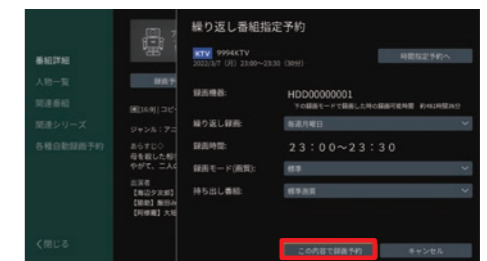 繰り返し番組指定予約
KTV 9994KTV
2022/3/7 (月) 23:00〜23:30 (30分)
時間指定予約へ
番組詳細
人物一覧
関連番組
関連シリーズ
各種自動録画予約
く閉じる
録画予
ジャンル：アニ
あらすじ◇
母を殺した相
やがて、二人
出演者
録画機器:
HDD00000001
下の録画モードで録画した時の録画可能時間 約481時間36分
繰り返し録画:
毎週月曜日
録画時間:
23：00〜23：30
録画モード(画質):
標準
持ち出し番組:
標準画質
この内容で録画予約
キャンセル